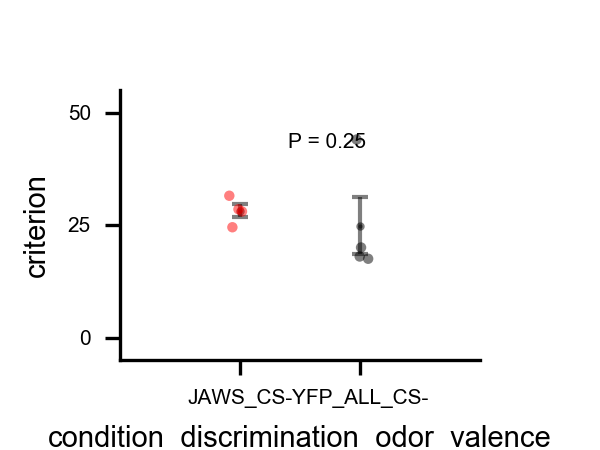 50
P = 0.25
25
0
criterion
JAWS_CS-YFP_ALL_CS-
condition discrimination odor valence